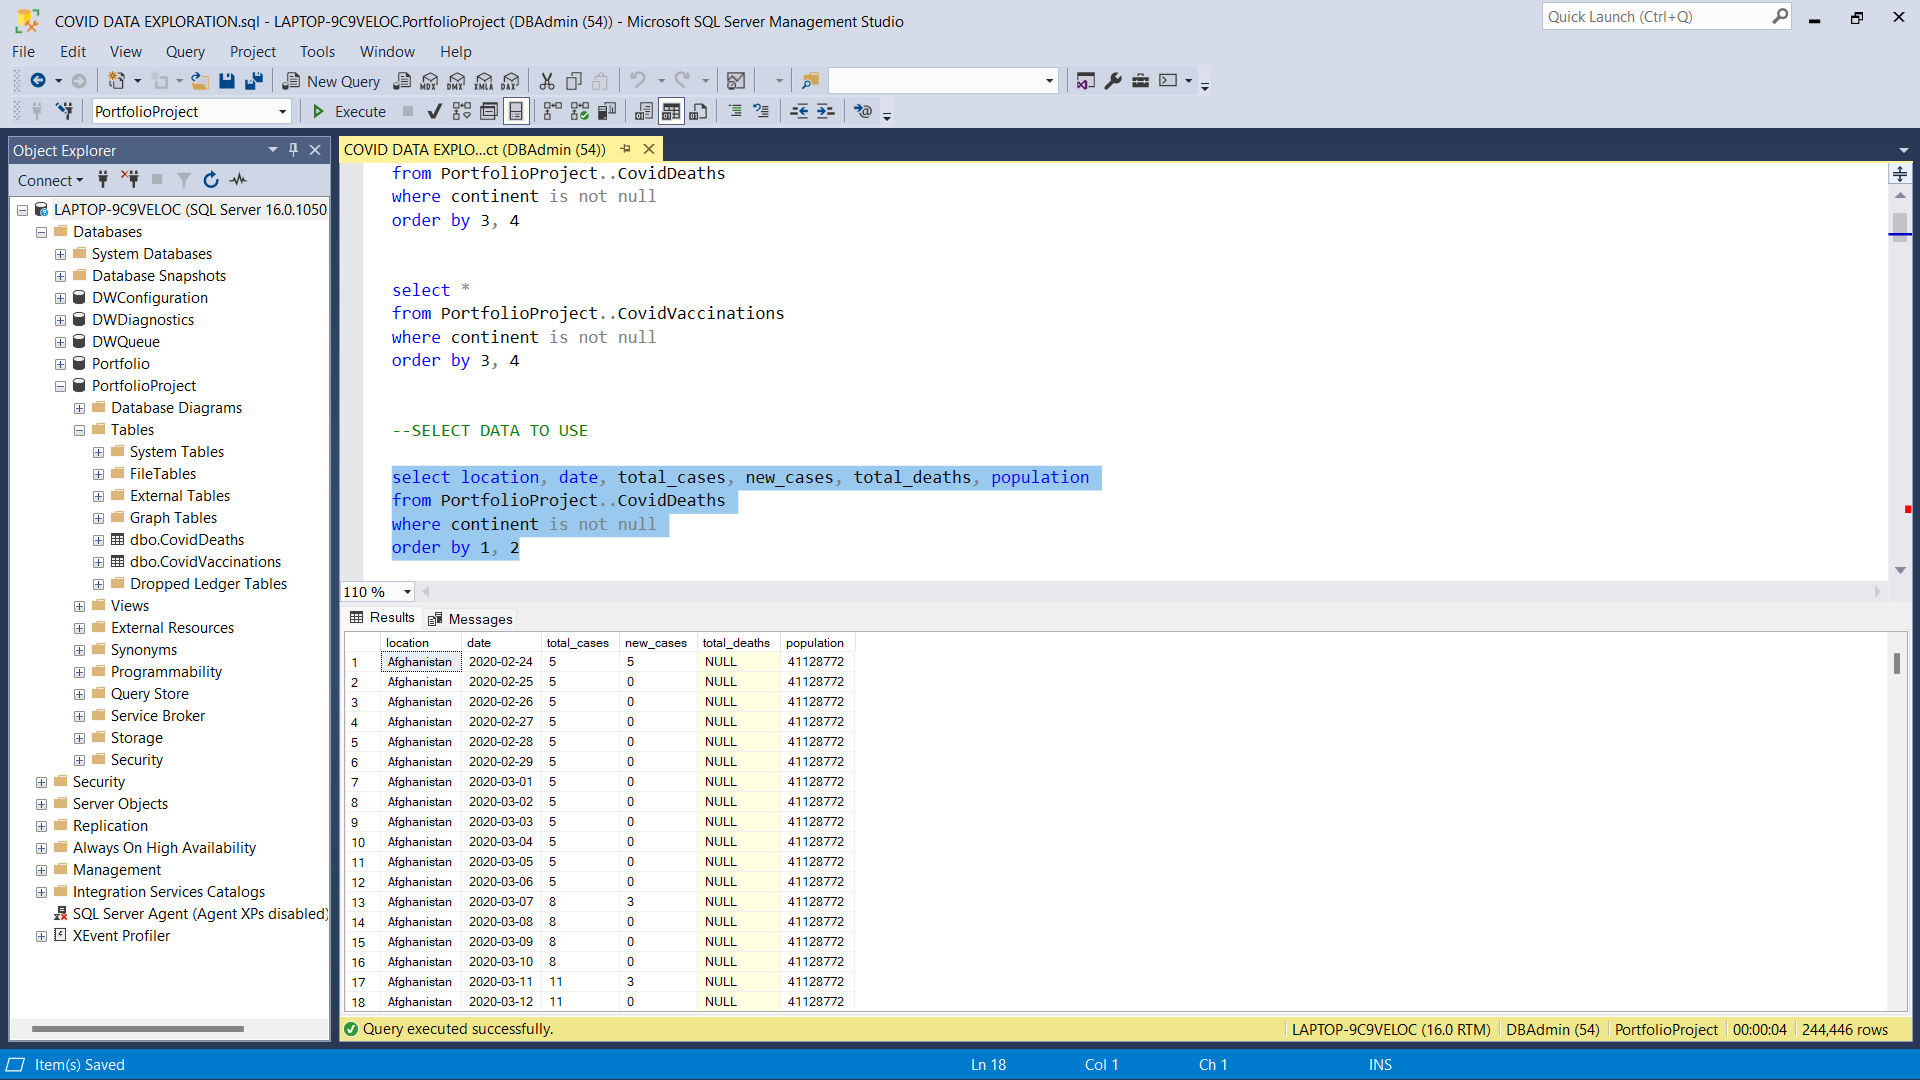 COVID DATA EXPLORATION.sql - LAPTOP-9C9VELOC.PortfolioProject (DBAdmin (54)) - Microsoft SQL Server Management Studio
Quick Launch (Ctrl+Q)
File Edit View Query Project Tools Window Help
New Query MDX DMX XMLA DAX
PortfolioProject Execute
Object Explorer
Connect
LAPTOP-9C9VELOC (SQL Server 16.0.1050
Databases
System Databases
Database Snapshots
DWConfiguration
DWDiagnostics
DWQueue
Portfolio
PortfolioProject
Database Diagrams
Tables
System Tables
FileTables
External Tables
Graph Tables
dbo.CovidDeaths
dbo.CovidVaccinations
Dropped Ledger Tables
Views
External Resources
Synonyms
Programmability
Query Store
Service Broker
Storage
Security
Security
Server Objects
Replication
Always On High Availability
Management
Integration Services Catalogs
SQL Server Agent (Agent XPs disabled)
XEvent Profiler
COVID DATA EXPLO...ct (DBAdmin (54))
from PortfolioProject..CovidDeaths
where continent is not null
order by 3, 4
select *
from PortfolioProject..CovidVaccinations
where continent is not null
order by 3, 4
--SELECT DATA TO USE
select location, date, total_cases, new_cases, total_deaths, population
from PortfolioProject..CovidDeaths
where continent is not null
order by 1, 2
110 %
Results Messages
location date total_cases new_cases total_deaths population
1 Afghanistan 2020-02-24 5 5 NULL 41128772
2 Afghanistan 2020-02-25 5 0 NULL 41128772
3 Afghanistan 2020-02-26 5 0 NULL 41128772
4 Afghanistan 2020-02-27 5 0 NULL 41128772
5 Afghanistan 2020-02-28 5 0 NULL 41128772
6 Afghanistan 2020-02-29 5 0 NULL 41128772
7 Afghanistan 2020-03-01 5 0 NULL 41128772
8 Afghanistan 2020-03-02 5 0 NULL 41128772
9 Afghanistan 2020-03-03 5 0 NULL 41128772
10 Afghanistan 2020-03-04 5 0 NULL 41128772
11 Afghanistan 2020-03-05 5 0 NULL 41128772
12 Afghanistan 2020-03-06 5 0 NULL 41128772
13 Afghanistan 2020-03-07 8 3 NULL 41128772
14 Afghanistan 2020-03-08 8 0 NULL 41128772
15 Afghanistan 2020-03-09 8 0 NULL 41128772
16 Afghanistan 2020-03-10 8 0 NULL 41128772
17 Afghanistan 2020-03-11 11 3 NULL 41128772
18 Afghanistan 2020-03-12 11 0 NULL 41128772
Query executed successfully. LAPTOP-9C9VELOC (16.0 RTM) DBAdmin (54) PortfolioProject 00:00:04 244,446 rows
Item(s) Saved Ln 18 Col 1 Ch 1 INS